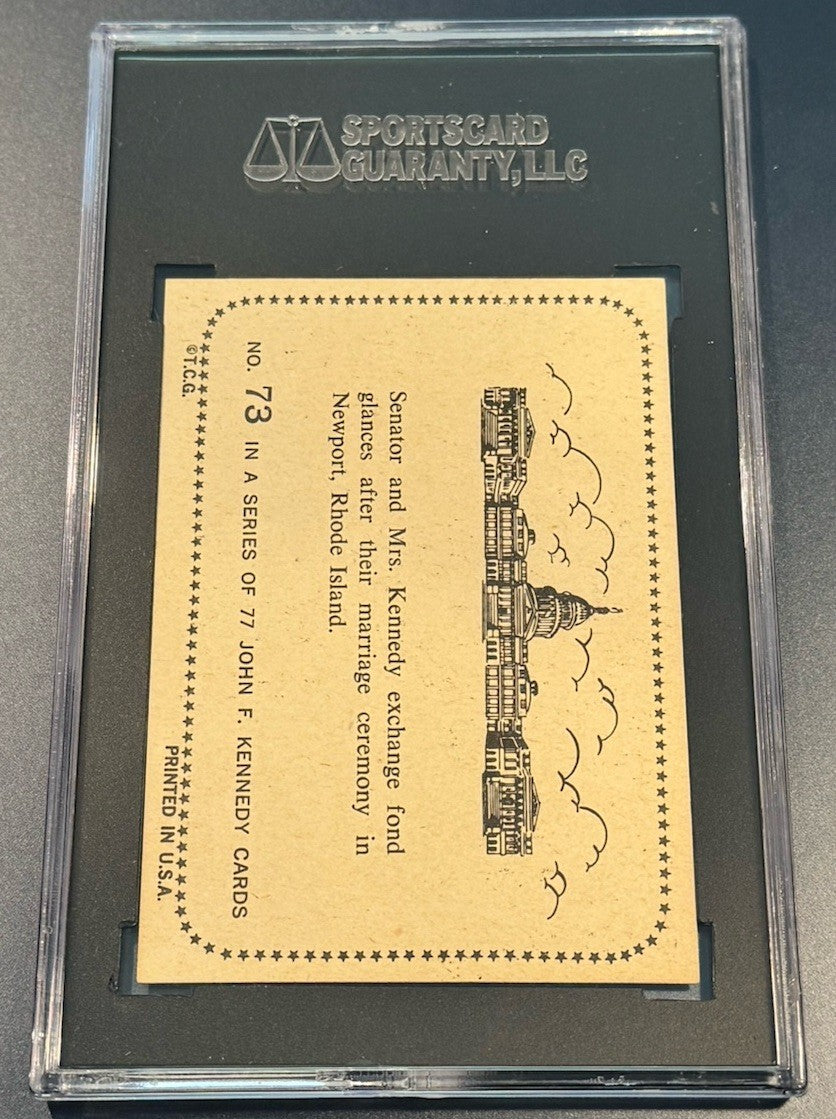 SPORTSCARD
GUARANTY, LLC
Senator and Mrs. Kennedy exchange fond
glances after their marriage ceremony in
Newport, Rhode Island.
NO. 73 IN A SERIES OF 77 JOHN F. KENNEDY CARDS
©T.C.G.
PRINTED IN U.S.A.